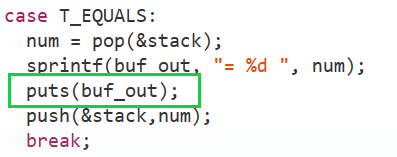 case T_EQUALS:
num = pop(&stack);
sprintf(buf_out, "= %d ", num);
puts(buf_out);
push(&stack,num);
break;